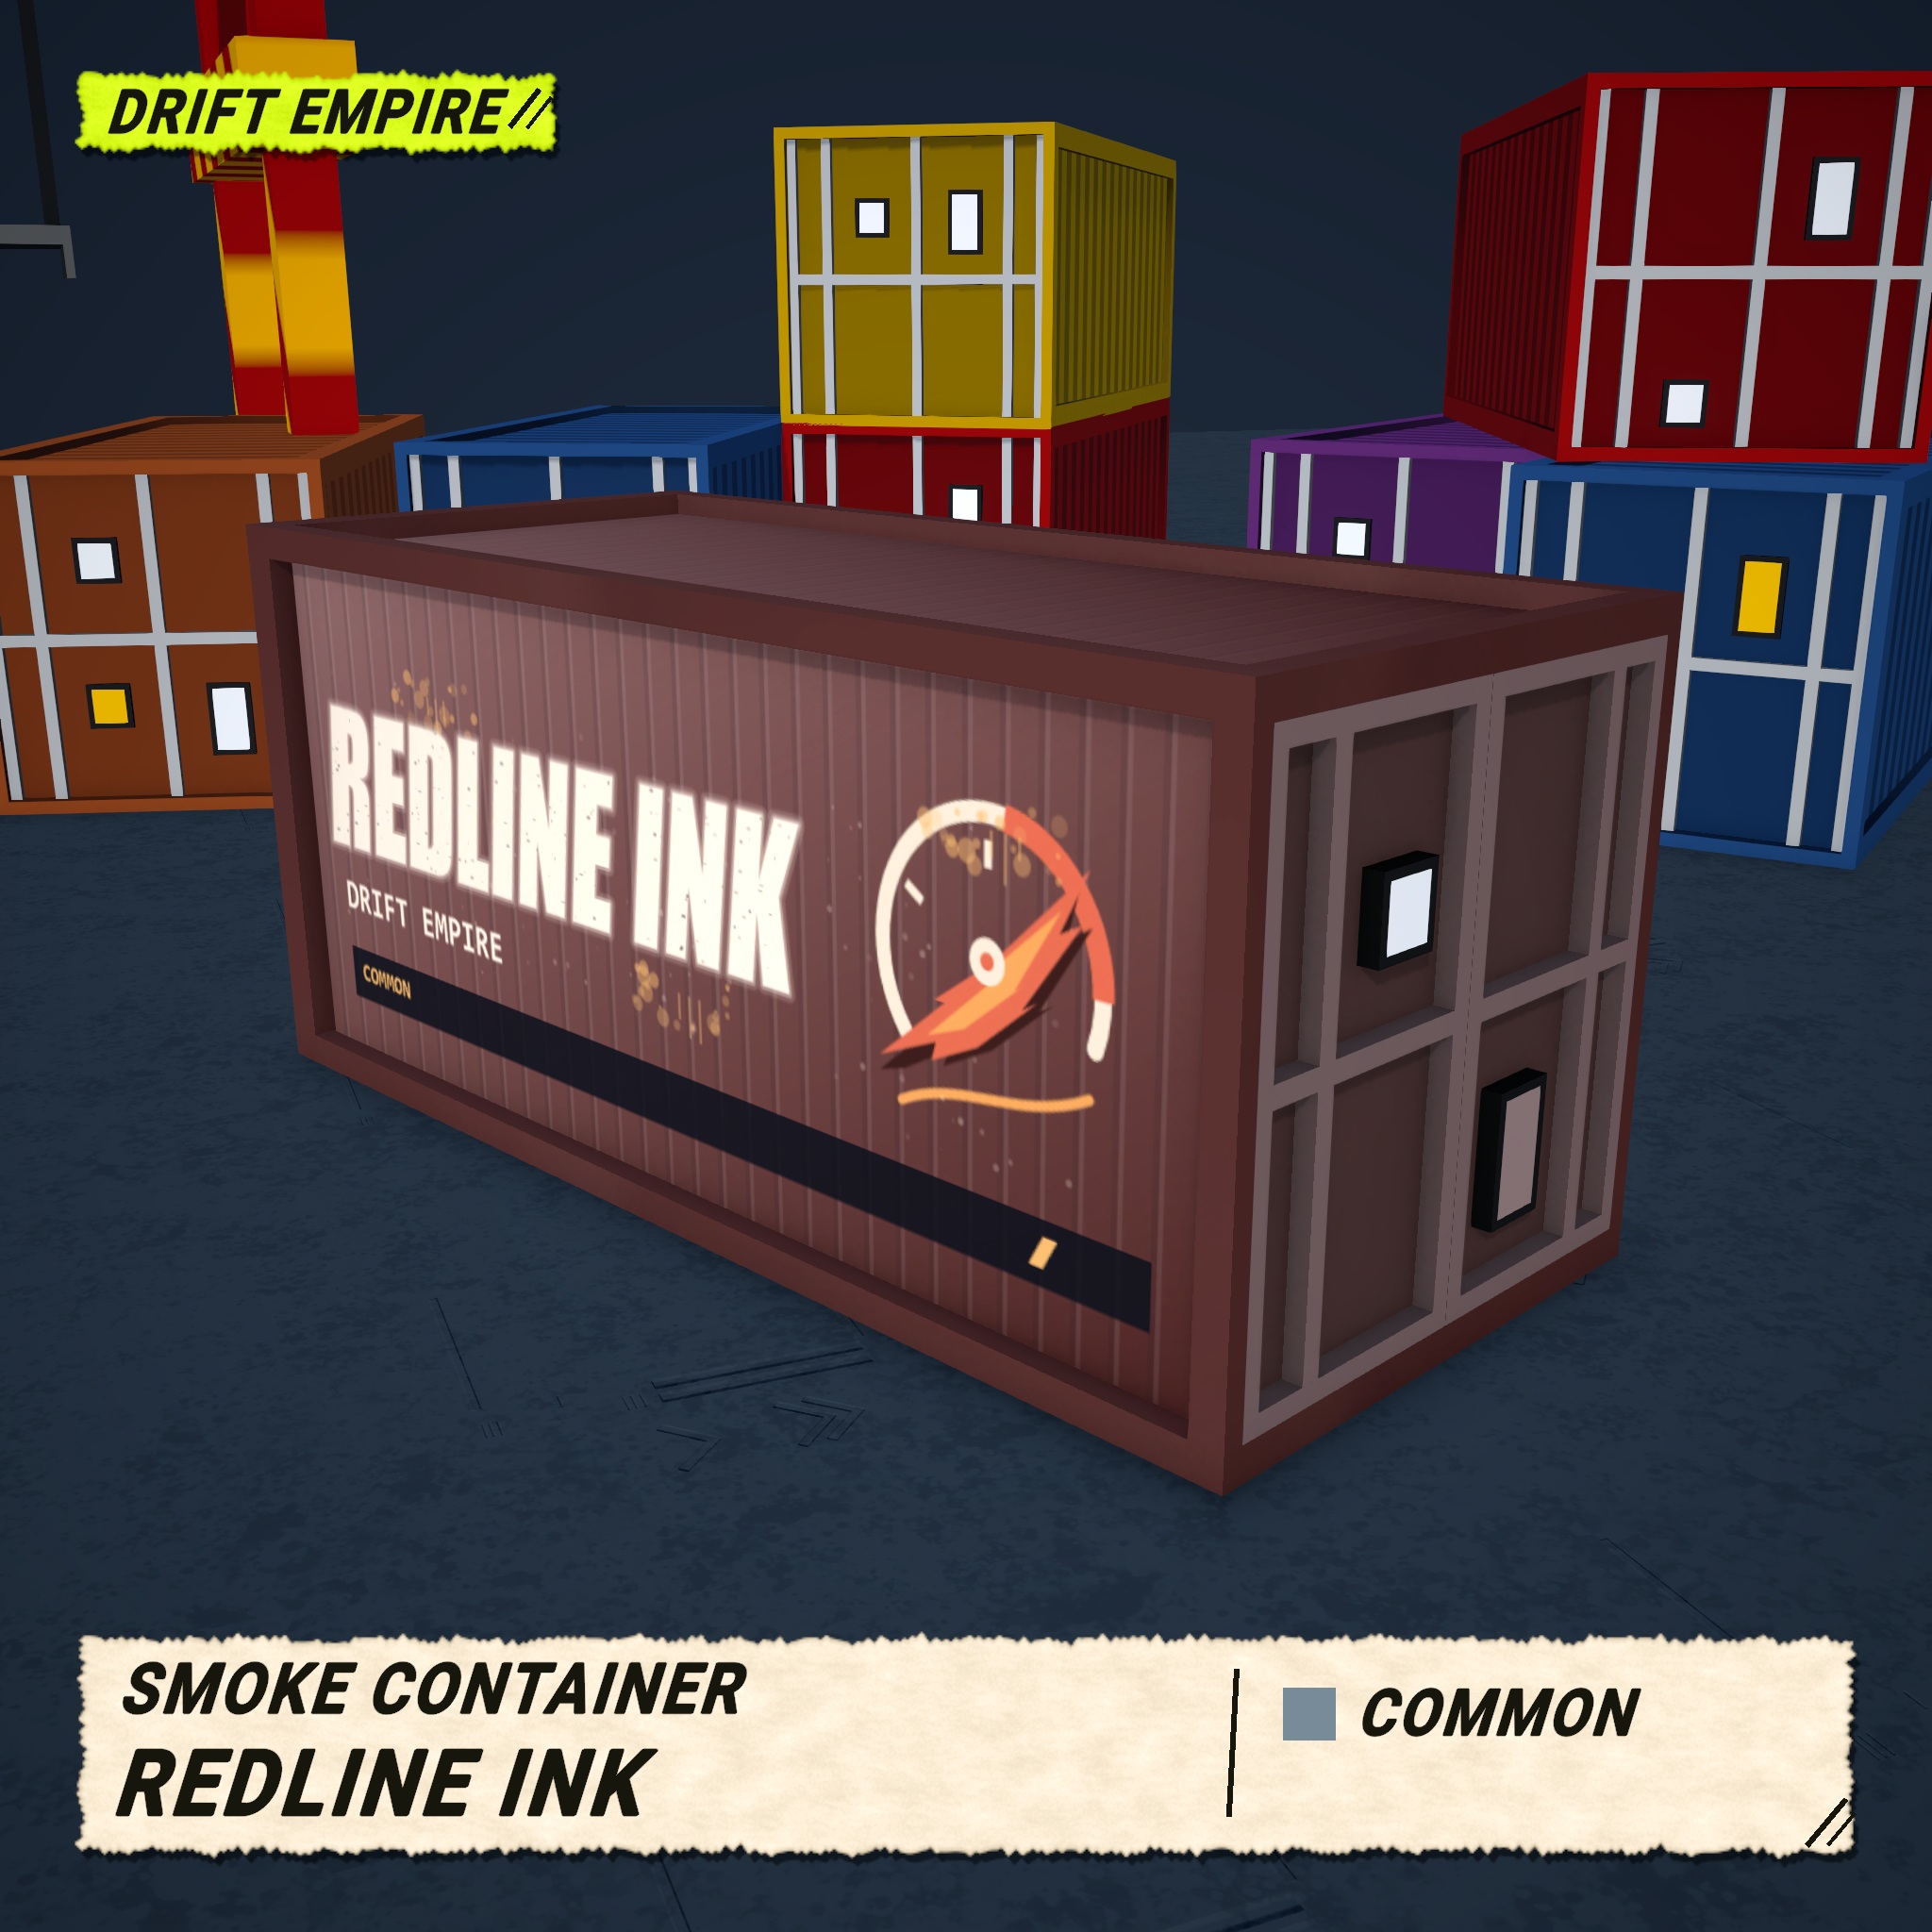 DRIFT EMPIRE//
REDLINE INK
DRIFT EMPIRE
COMMON
SMOKE CONTAINER
REDLINE INK
COMMON